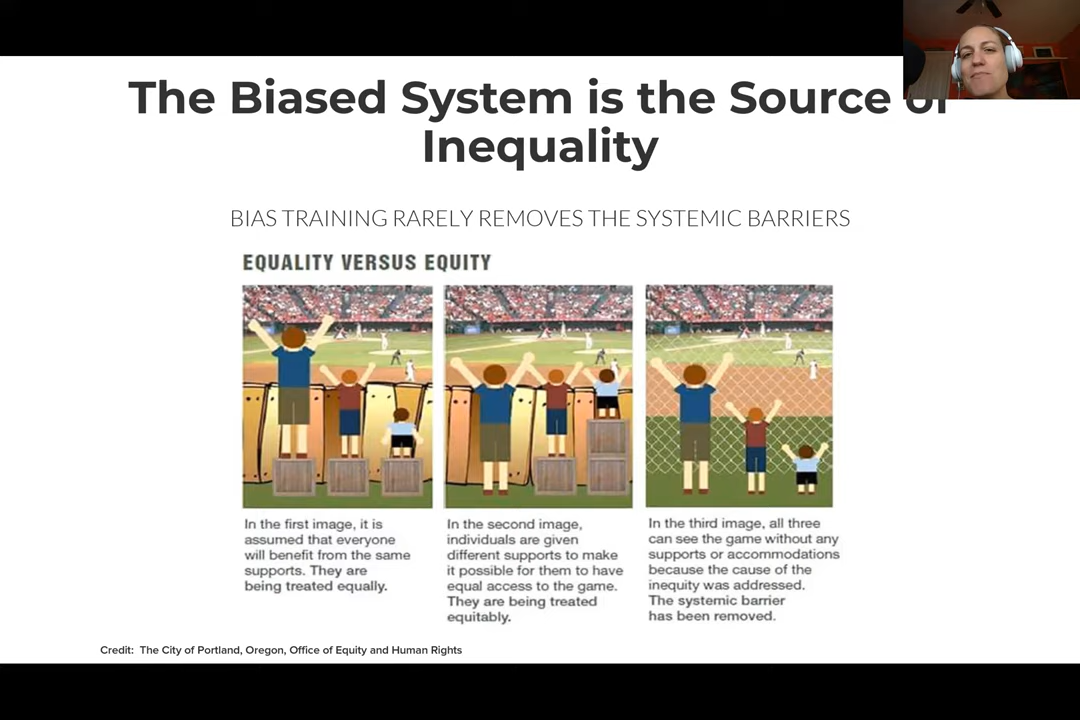 The Biased System is the Source of
Inequality
BIAS TRAINING RARELY REMOVES THE SYSTEMIC BARRIERS
EQUALITY VERSUS EQUITY
In the first image, it is
assumed that everyone
will benefit from the same
supports. They are
being treated equally.
In the second image,
individuals are given
different supports to make
it possible for them to have
equal access to the game.
They are being treated
equitably.
In the third image, all three
can see the game without any
supports or accommodations
because the cause of the
inequity was addressed.
The systemic barrier
has been removed.
Credit: The City of Portland, Oregon, Office of Equity and Human Rights